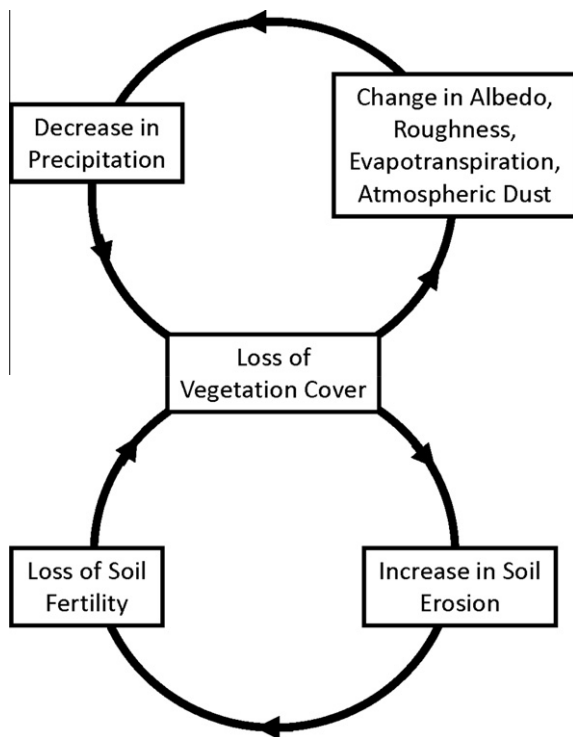 Decrease in
Precipitation
Change in Albedo,
Roughness,
Evapotranspiration,
Atmospheric Dust
Loss of
Vegetation Cover
Loss of Soil
Fertility
Increase in Soil
Erosion